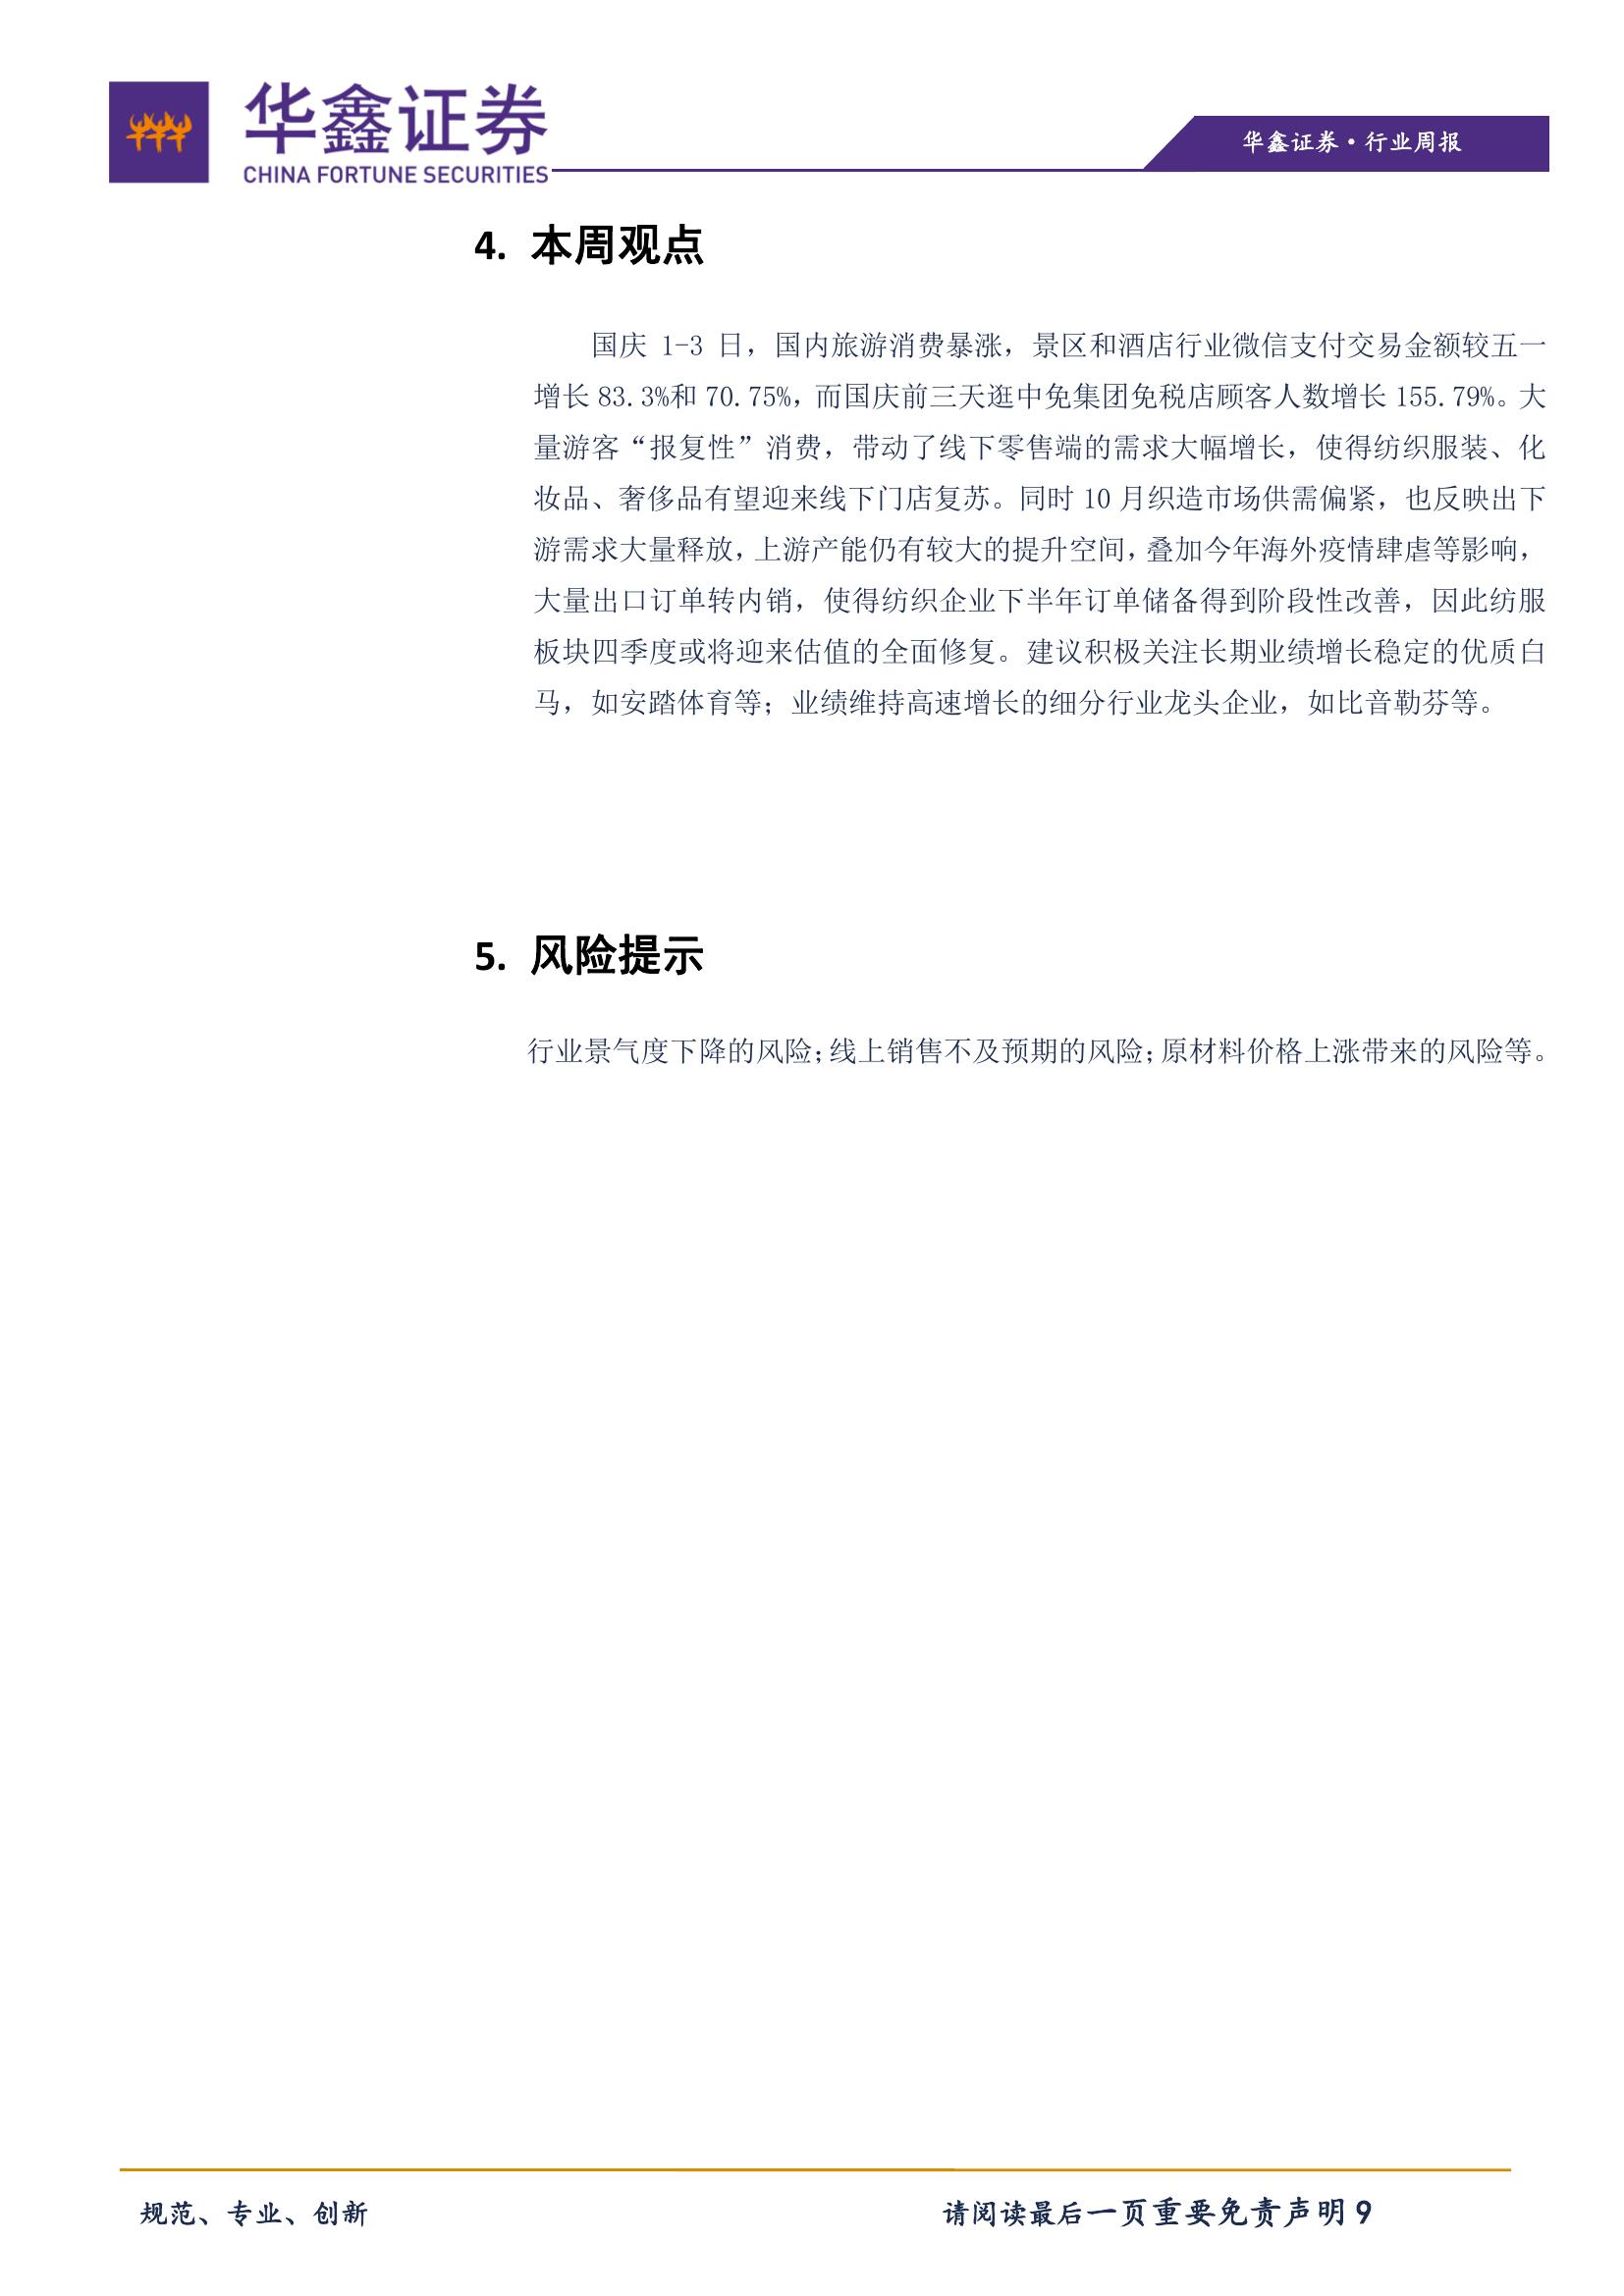 华鑫证券
CHINA FORTUNE SECURITIES
华鑫证券·行业周报
4. 本周观点
国庆 1-3 日，国内旅游消费暴涨，景区和酒店行业微信支付交易金额较五一
增长 83.3%和 70.75%，而国庆前三天逛中免集团免税店顾客人数增长 155.79%。大
量游客“报复性”消费，带动了线下零售端的需求大幅增长，使得纺织服装、化
妆品、奢侈品有望迎来线下门店复苏。同时 10 月织造市场供需偏紧，也反映出下
游需求大量释放，上游产能仍有较大的提升空间，叠加今年海外疫情肆虐等影响，
大量出口订单转内销，使得纺织企业下半年订单储备得到阶段性改善，因此纺服
板块四季度或将迎来估值的全面修复。建议积极关注长期业绩增长稳定的优质白
马，如安踏体育等；业绩维持高速增长的细分行业龙头企业，如比音勒芬等。
5. 风险提示
行业景气度下降的风险；线上销售不及预期的风险；原材料价格上涨带来的风险等。
规范、专业、创新
请阅读最后一页重要免责声明 9